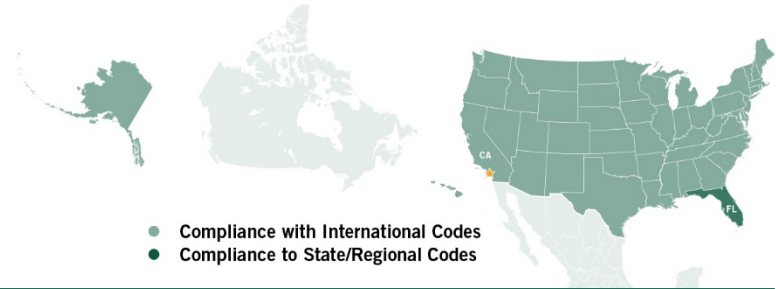 CA
FL
Compliance with International Codes
Compliance to State/Regional Codes